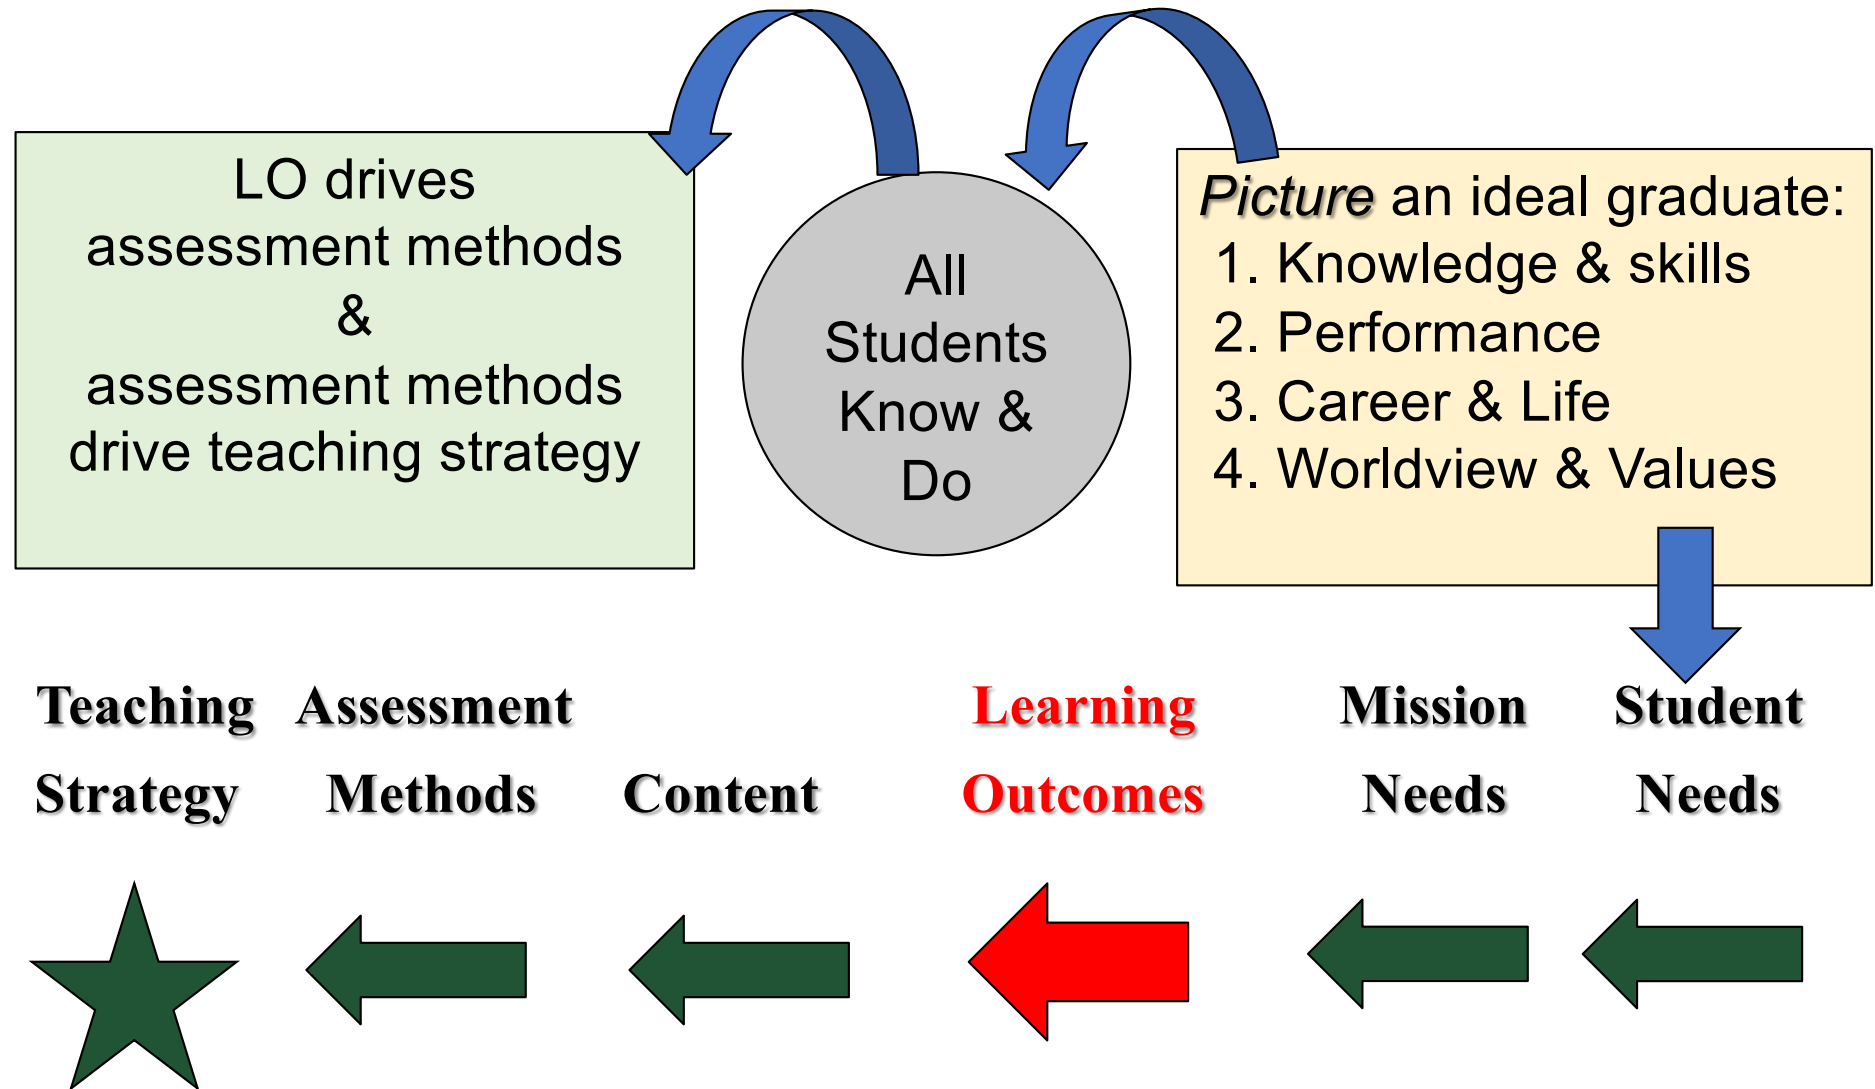 LO drives
assessment methods
&
assessment methods
drive teaching strategy
All
Students
Know &
Do
Picture an ideal graduate:
1. Knowledge & skills
2. Performance
3. Career & Life
4. Worldview & Values
Teaching
Strategy
Assessment
Methods
Content
Learning
Outcomes
Mission
Needs
Student
Needs